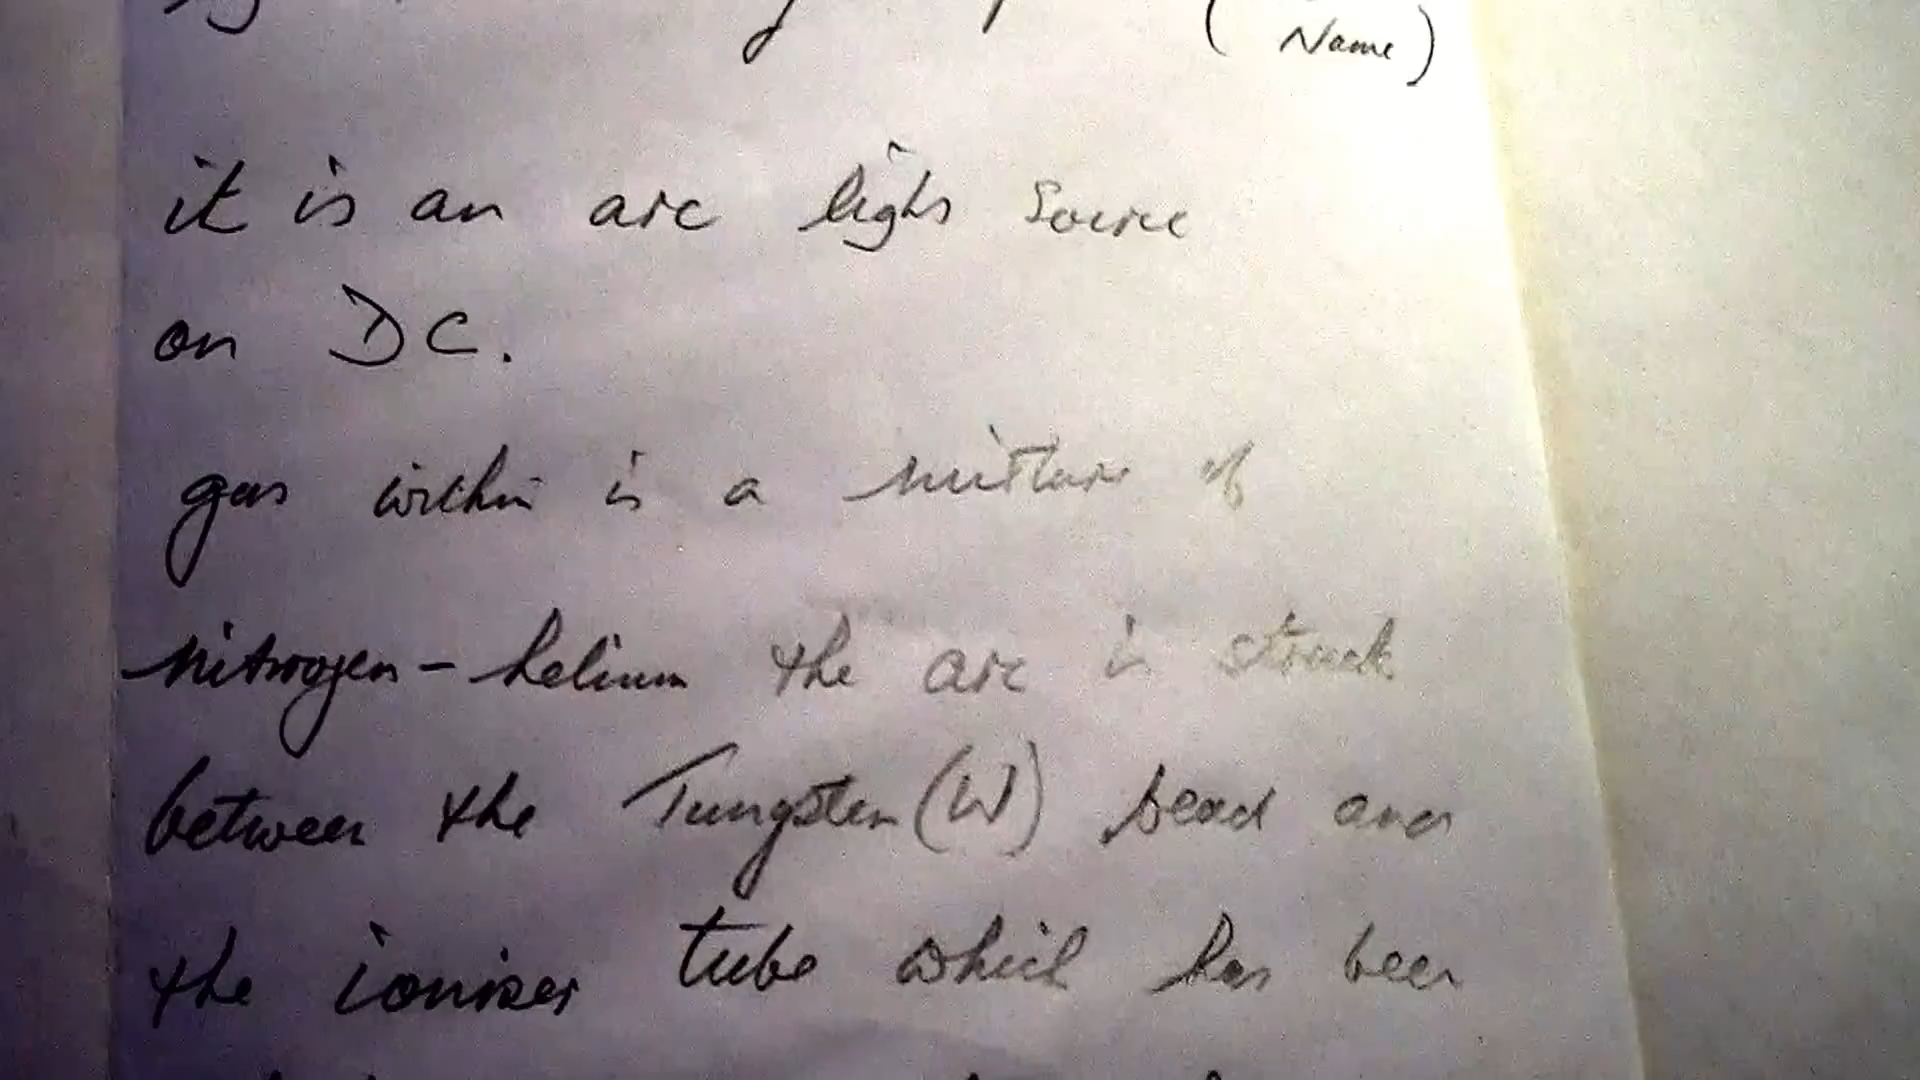 ( Name )
it is an arc light source
on DC.
gas within is a mixture of
nitrogen - helium the arc is struck
between the Tungsten (W) bead and
the ioniser tube which has been